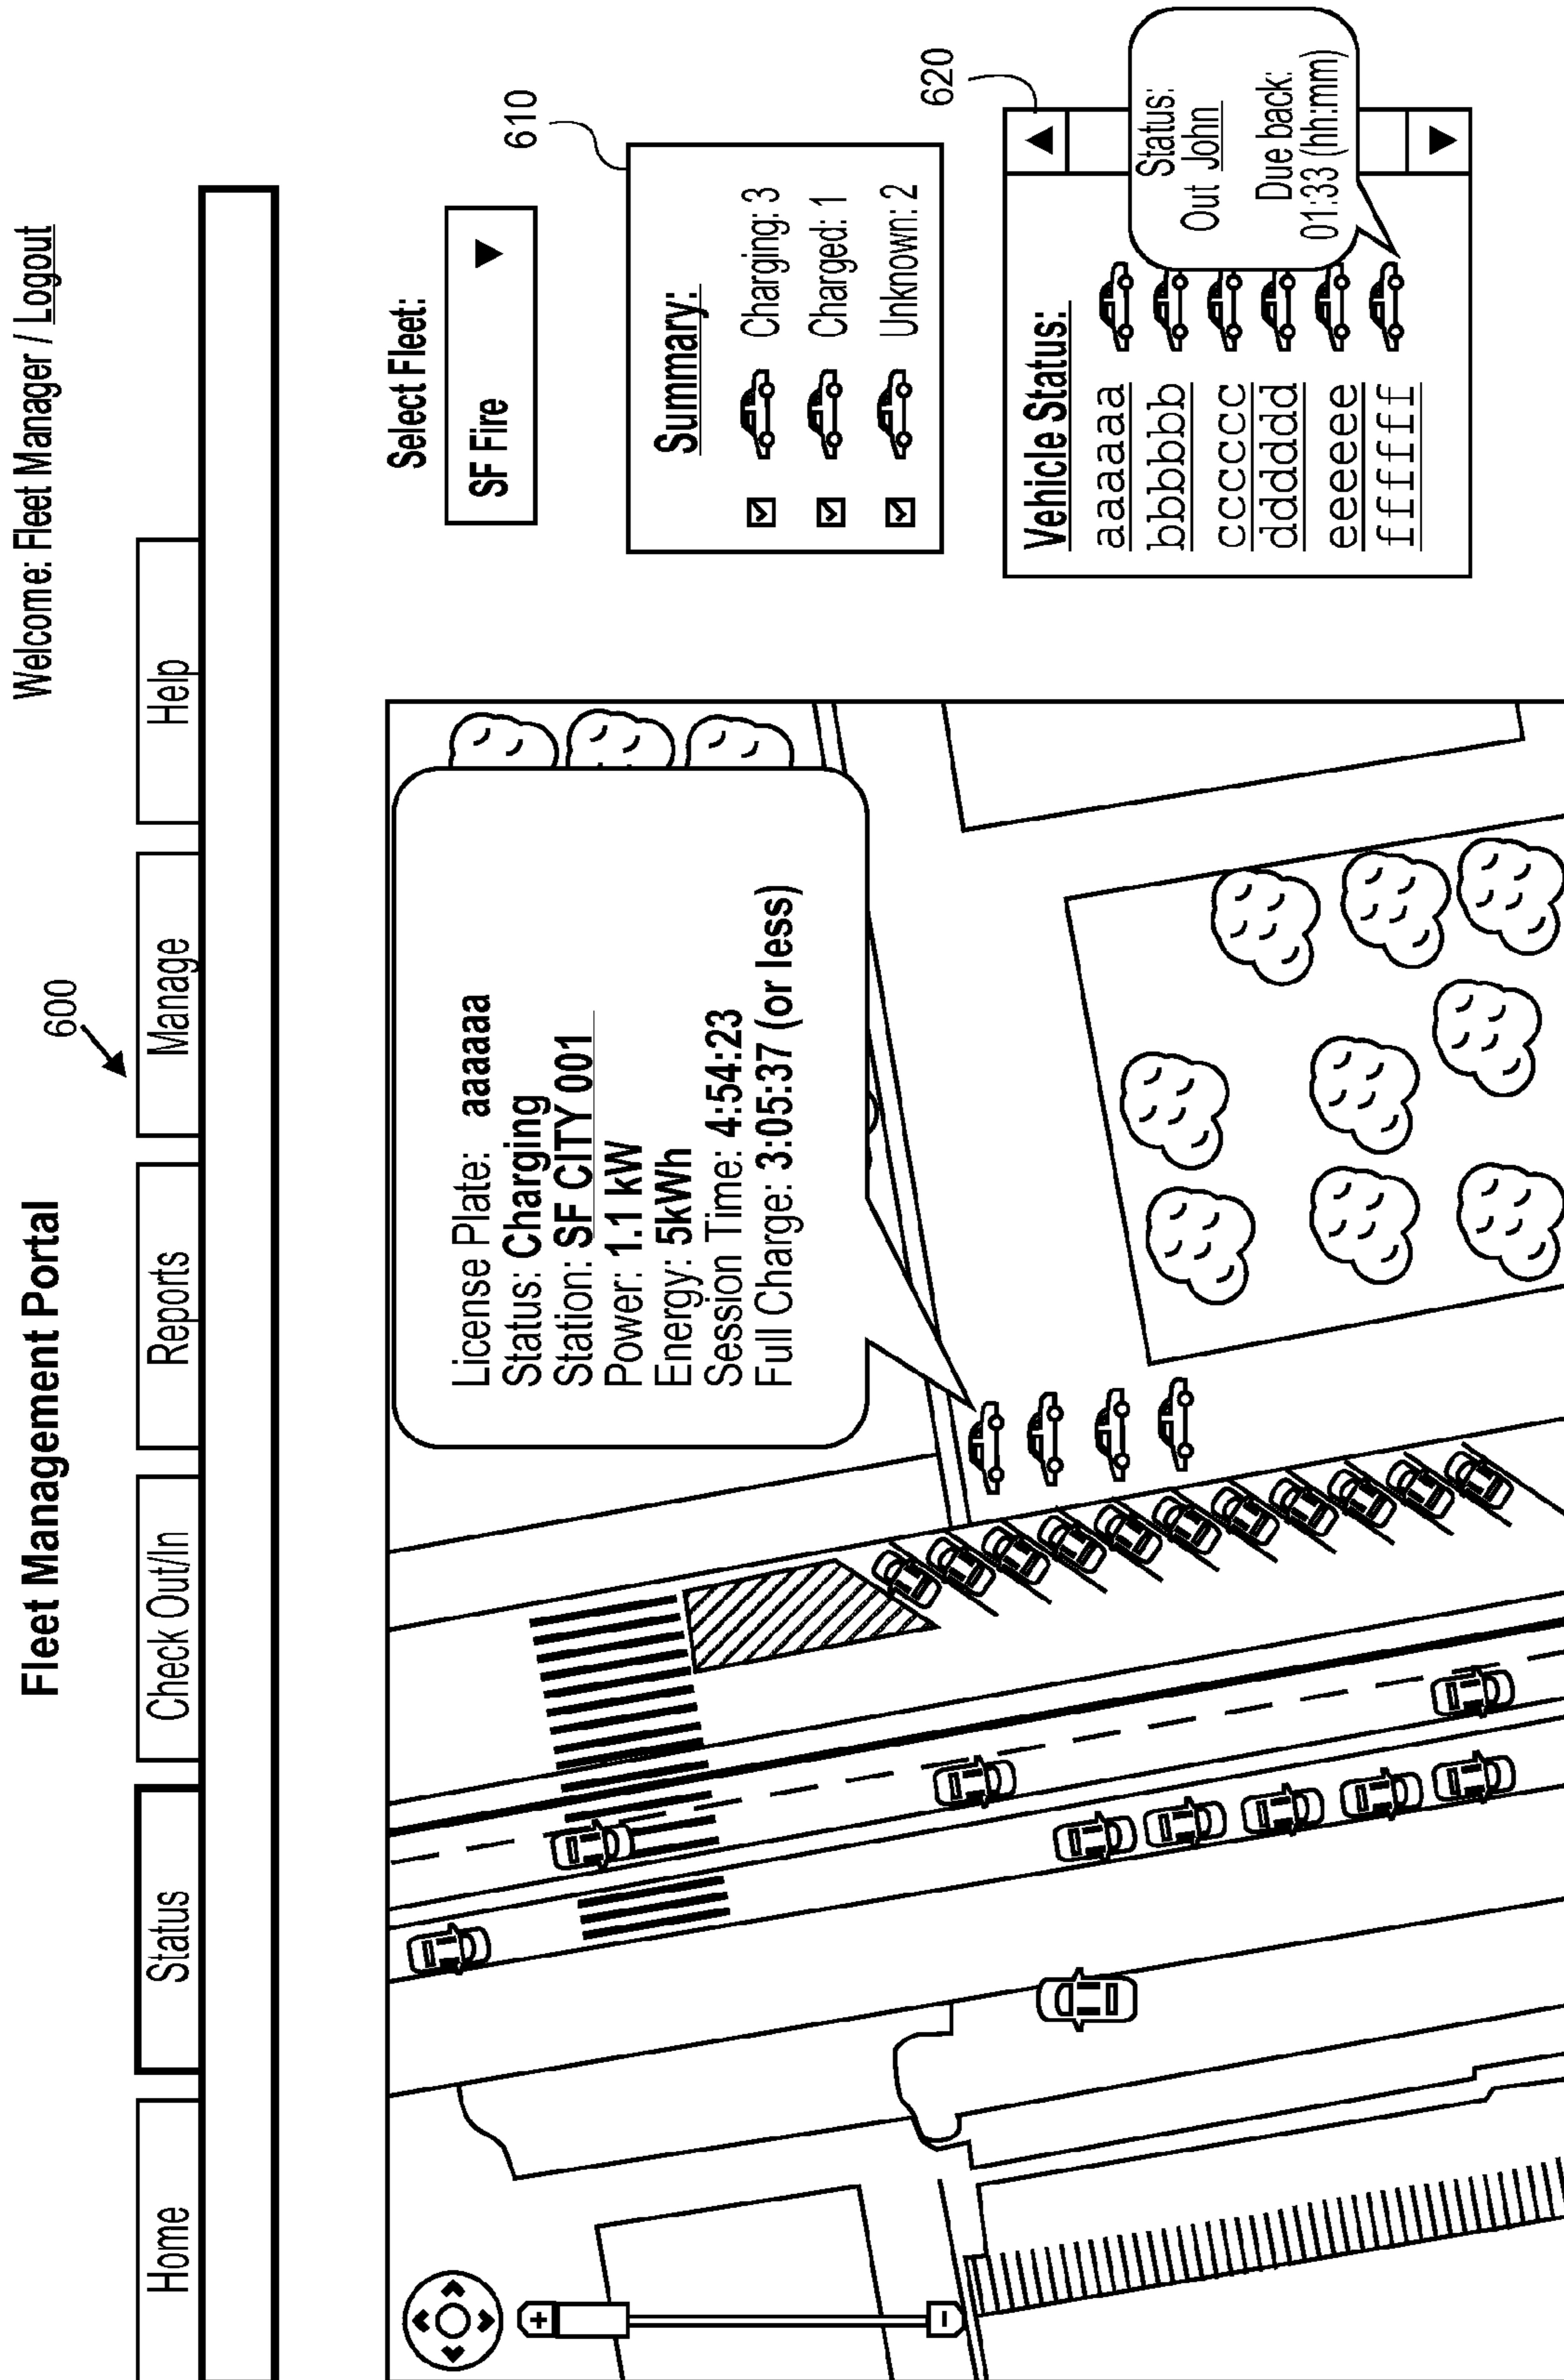 Fleet Management Portal
Welcome: Fleet Manager / Logout
600
Home
Status
Check Out/In
Reports
Manage
Help
License Plate: aaaaaa
Status: Charging
Station: SF CITY 001
Power: 1.1 kW
Energy: 5kWh
Session Time: 4:54:23
Full Charge: 3:05:37 (or less)
+
-
Select Fleet:
SF Fire
610
Summary:
Charging: 3
Charged: 1
Unknown: 2
620
Vehicle Status:
aaaaaa
bbbbbb
cccccc
dddddd
eeeeee
ffffff
Status:
Out John
Due back:
01:33 (hh:mm)